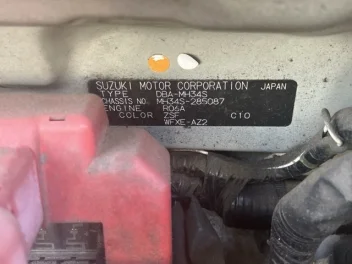 SUZUKI MOTOR CORPORATION JAPAN
TYPE DBA-MH34S
CHASSIS NO. MH34S-285087
ENGINE R06A
COLOR ZSF C10
WFXE-AZ2